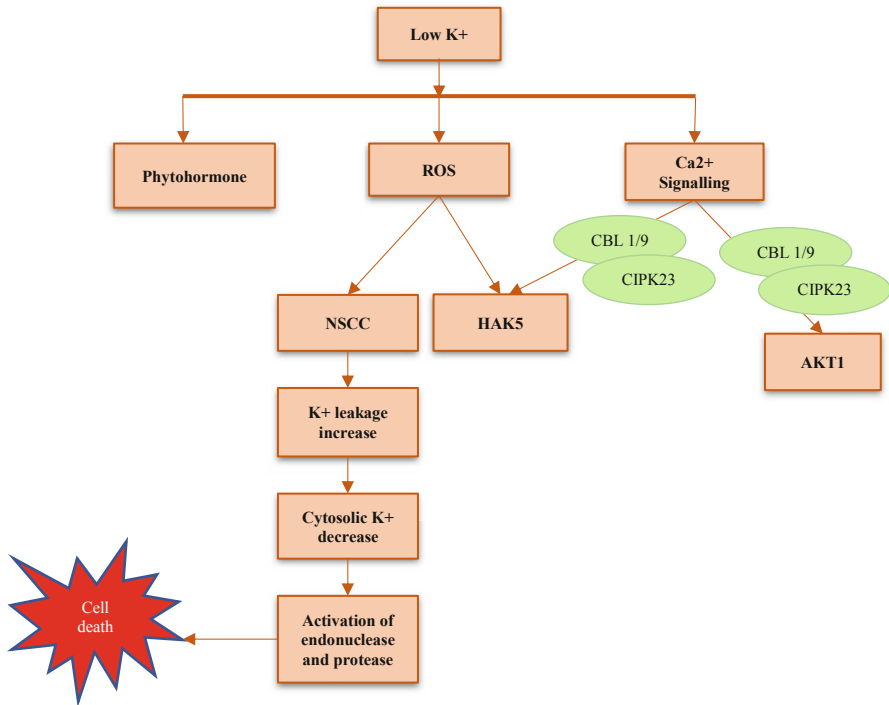 Low K+
Phytohormone
ROS
Ca2+
Signalling
CBL 1/9
CIPK23
CBL 1/9
CIPK23
NSCC
HAK5
AKT1
K+ leakage
increase
Cytosolic K+
decrease
Activation of
endonuclease
and protease
Cell
death